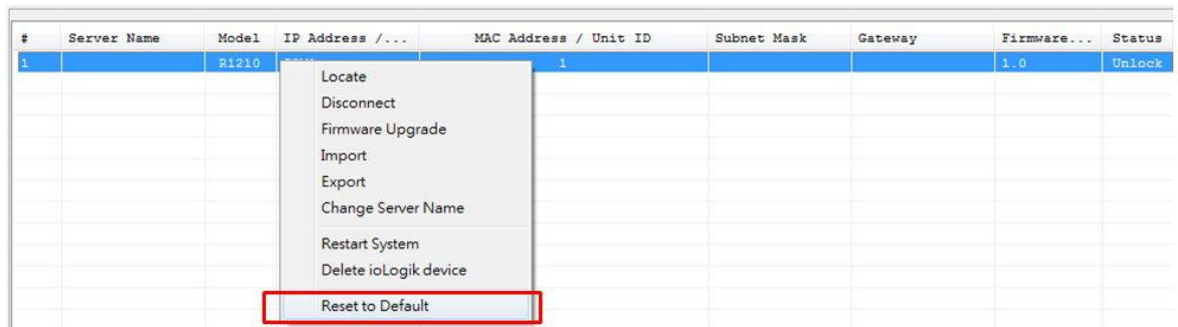 # Server Name Model IP Address /... MAC Address / Unit ID Subnet Mask Gateway Firmware... Status
1 R1210 1 1.0 Unlock
Locate
Disconnect
Firmware Upgrade
Import
Export
Change Server Name
Restart System
Delete ioLogik device
Reset to Default